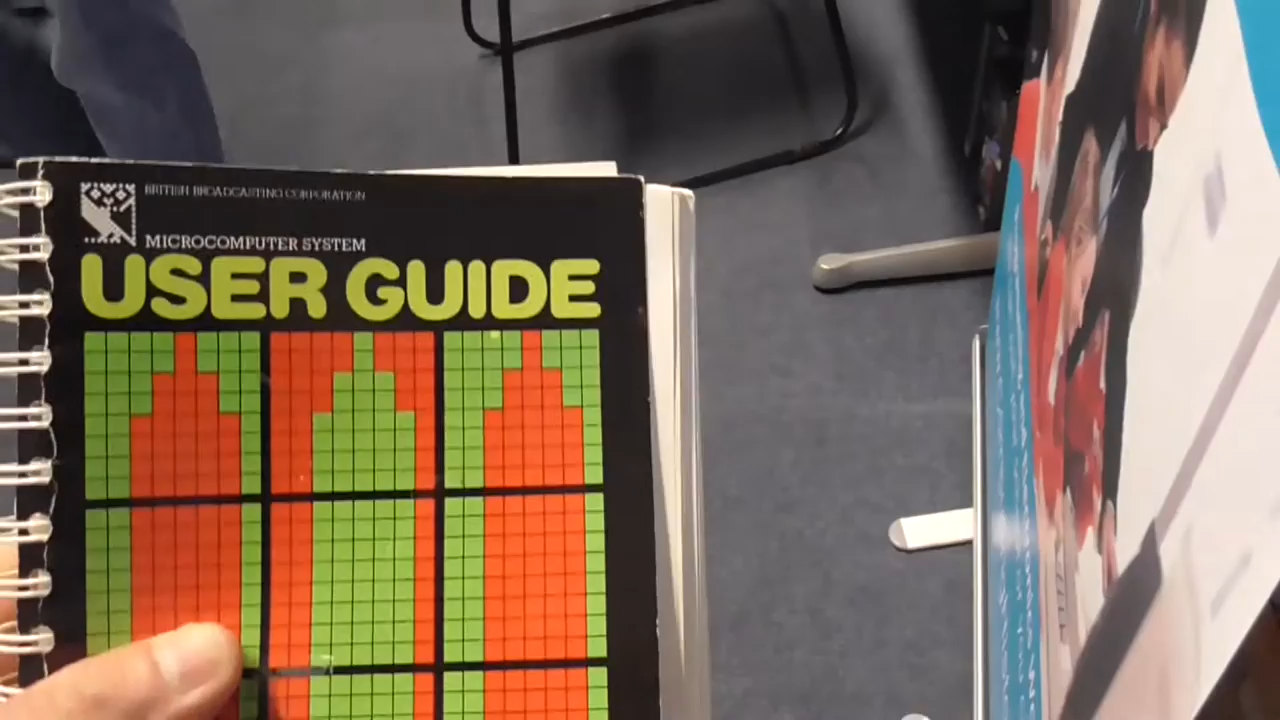 BRITISH BROADCASTING CORPORATION
MICROCOMPUTER SYSTEM
USER GUIDE